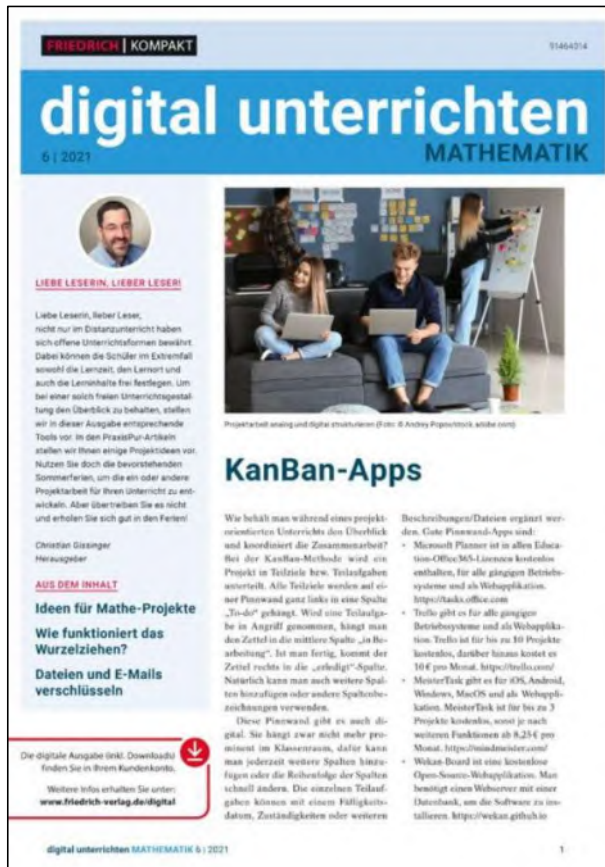 FRIEDRICH | KOMPAKT
91464014
digital unterrichten
6 | 2021
MATHEMATIK
LIEBE LESERIN, LIEBER LESER!
Liebe Leserin, lieber Leser,
nicht nur im Distanzunterricht haben
sich offene Unterrichtsformen bewährt.
Dabei können die Schüler im Extremfall
sowohl die Lernzeit, den Lernort und
auch die Lerninhalte frei festlegen. Um
bei einer solch freien Unterrichtsgestal-
tung den Überblick zu behalten, stellen
wir in dieser Ausgabe entsprechende
Tools vor. In den PraxisPur-Artikeln
stellen wir Ihnen einige Projektideen vor.
Nutzen Sie doch die bevorstehenden
Sommerferien, um die ein oder andere
Projektarbeit für Ihren Unterricht zu ent-
wickeln. Aber übertreiben Sie es nicht
und erholen Sie sich gut in den Ferien!
Christian Gissinger
Herausgeber
AUS DEM INHALT
Ideen für Mathe-Projekte
Wie funktioniert das
Wurzelziehen?
Dateien und E-Mails
verschlüsseln
Die digitale Ausgabe (inkl. Downloads)
finden Sie in Ihrem Kundenkonto.
Weitere Infos erhalten Sie unter:
www.friedrich-verlag.de/digital
Projektarbeit analog und digital strukturieren (Foto: © Andrey Popov/stock.adobe.com)
KanBan-Apps
Wie behält man während eines projekt-
orientierten Unterrichts den Überblick
und koordiniert die Zusammenarbeit?
Bei der KanBan-Methode wird ein
Projekt in Teilziele bzw. Teilaufgaben
unterteilt. Alle Teilziele werden auf ei-
ner Pinnwand ganz links in eine Spalte
„To-do“ gehängt. Wird eine Teilaufga-
be in Angriff genommen, hängt man
den Zettel in die mittlere Spalte „in Be-
arbeitung“. Ist man fertig, kommt der
Zettel rechts in die „erledigt“-Spalte.
Natürlich kann man auch weitere Spal-
ten hinzufügen oder andere Spaltenbe-
zeichnungen verwenden.
Diese Pinnwand gibt es auch di-
gital. Sie hängt zwar nicht mehr pro-
minent im Klassenraum, dafür kann
man jederzeit weitere Spalten hinzu-
fügen oder die Reihenfolge der Spalten
schnell ändern. Die einzelnen Teilauf-
gaben können mit einem Fälligkeits-
datum, Zuständigkeiten oder weiteren
Beschreibungen/Dateien ergänzt wer-
den. Gute Pinnwand-Apps sind:
• Microsoft Planner ist in allen Educa-
tion-Office365-Lizenzen kostenlos
enthalten, für alle gängigen Betriebs-
systeme und als Webapplikation.
https://tasks.office.com
• Trello gibt es für alle gängigen
Betriebssysteme und als Webapplika-
tion. Trello ist für bis zu 10 Projekte
kostenlos, darüber hinaus kostet es
10 € pro Monat. https://trello.com/
• MeisterTask gibt es für iOS, Android,
Windows, MacOS und als Webappli-
kation. MeisterTask ist für bis zu 3
Projekte kostenlos, sonst je nach
weiteren Funktionen ab 8,25 € pro
Monat. https://mindmeister.com/
• Wekan-Board ist eine kostenlose
Open-Source-Webapplikation. Man
benötigt einen Webserver mit einer
Datenbank, um die Software zu ins-
tallieren. https://wekan.github.io
digital unterrichten MATHEMATIK 6 | 2021
1